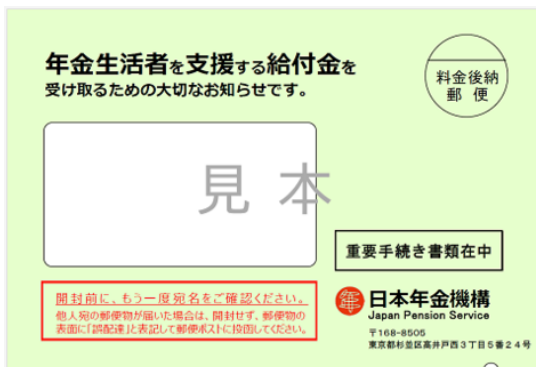 年金生活者を支援する給付金を
受け取るための大切なお知らせです。
料金後納
郵 便
見 本
重要手続き書類在中
開封前に、もう一度宛名をご確認ください。
他人宛の郵便物が届いた場合は、開封せず、郵便物の
表面に「誤配達」と表記して郵便ポストに投函してください。
年金
日本年金機構
Japan Pension Service
〒168-8505
東京都杉並区高井戸西3丁目5番24号